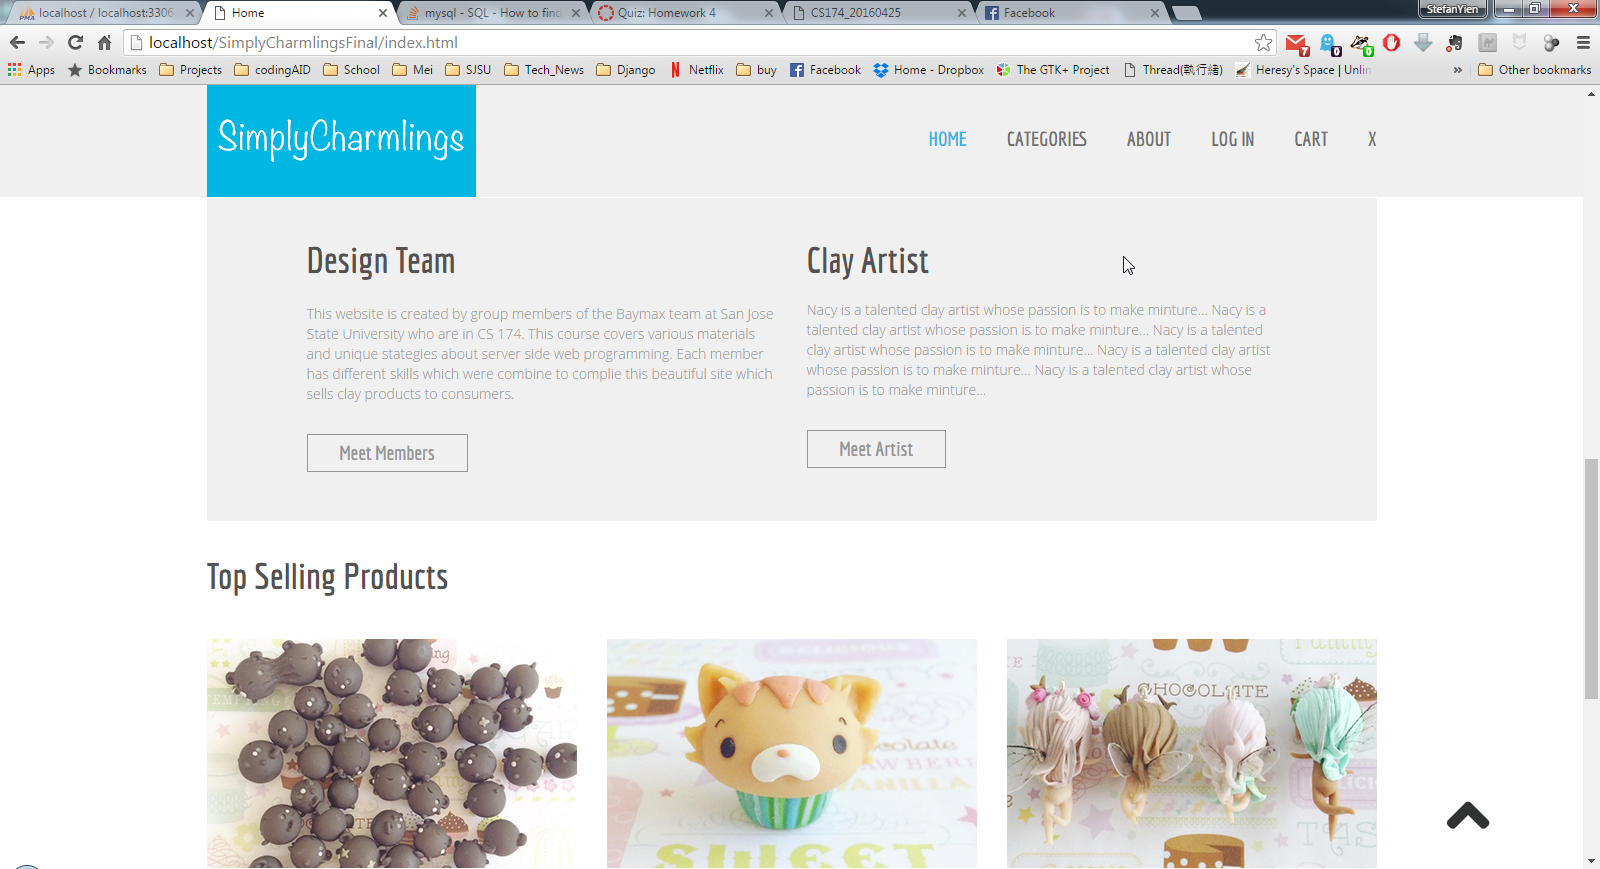 localhost / localhost:3306
Home
mysql - SQL - How to find
Quiz: Homework 4
CS174_20160425
Facebook
StefanYien
localhost/SimplyCharmlingsFinal/index.html
7
0
0
Apps
Bookmarks
Projects
codingAID
School
Mei
SJSU
Tech_News
Django
Netflix
buy
Facebook
Home - Dropbox
The GTK+ Project
Thread(執行緒)
Heresy's Space | Unlim
»
Other bookmarks
SimplyCharmlings
HOME
CATEGORIES
ABOUT
LOG IN
CART
X
Design Team
This website is created by group members of the Baymax team at San Jose
State University who are in CS 174. This course covers various materials
and unique stategies about server side web programming. Each member
has different skills which were combine to complie this beautiful site which
sells clay products to consumers.
Meet Members
Clay Artist
Nacy is a talented clay artist whose passion is to make minture... Nacy is a
talented clay artist whose passion is to make minture... Nacy is a talented
clay artist whose passion is to make minture... Nacy is a talented clay artist
whose passion is to make minture... Nacy is a talented clay artist whose
passion is to make minture...
Meet Artist
Top Selling Products
DELICIOUS
VANILLA
SWEET
CHOCOLATE